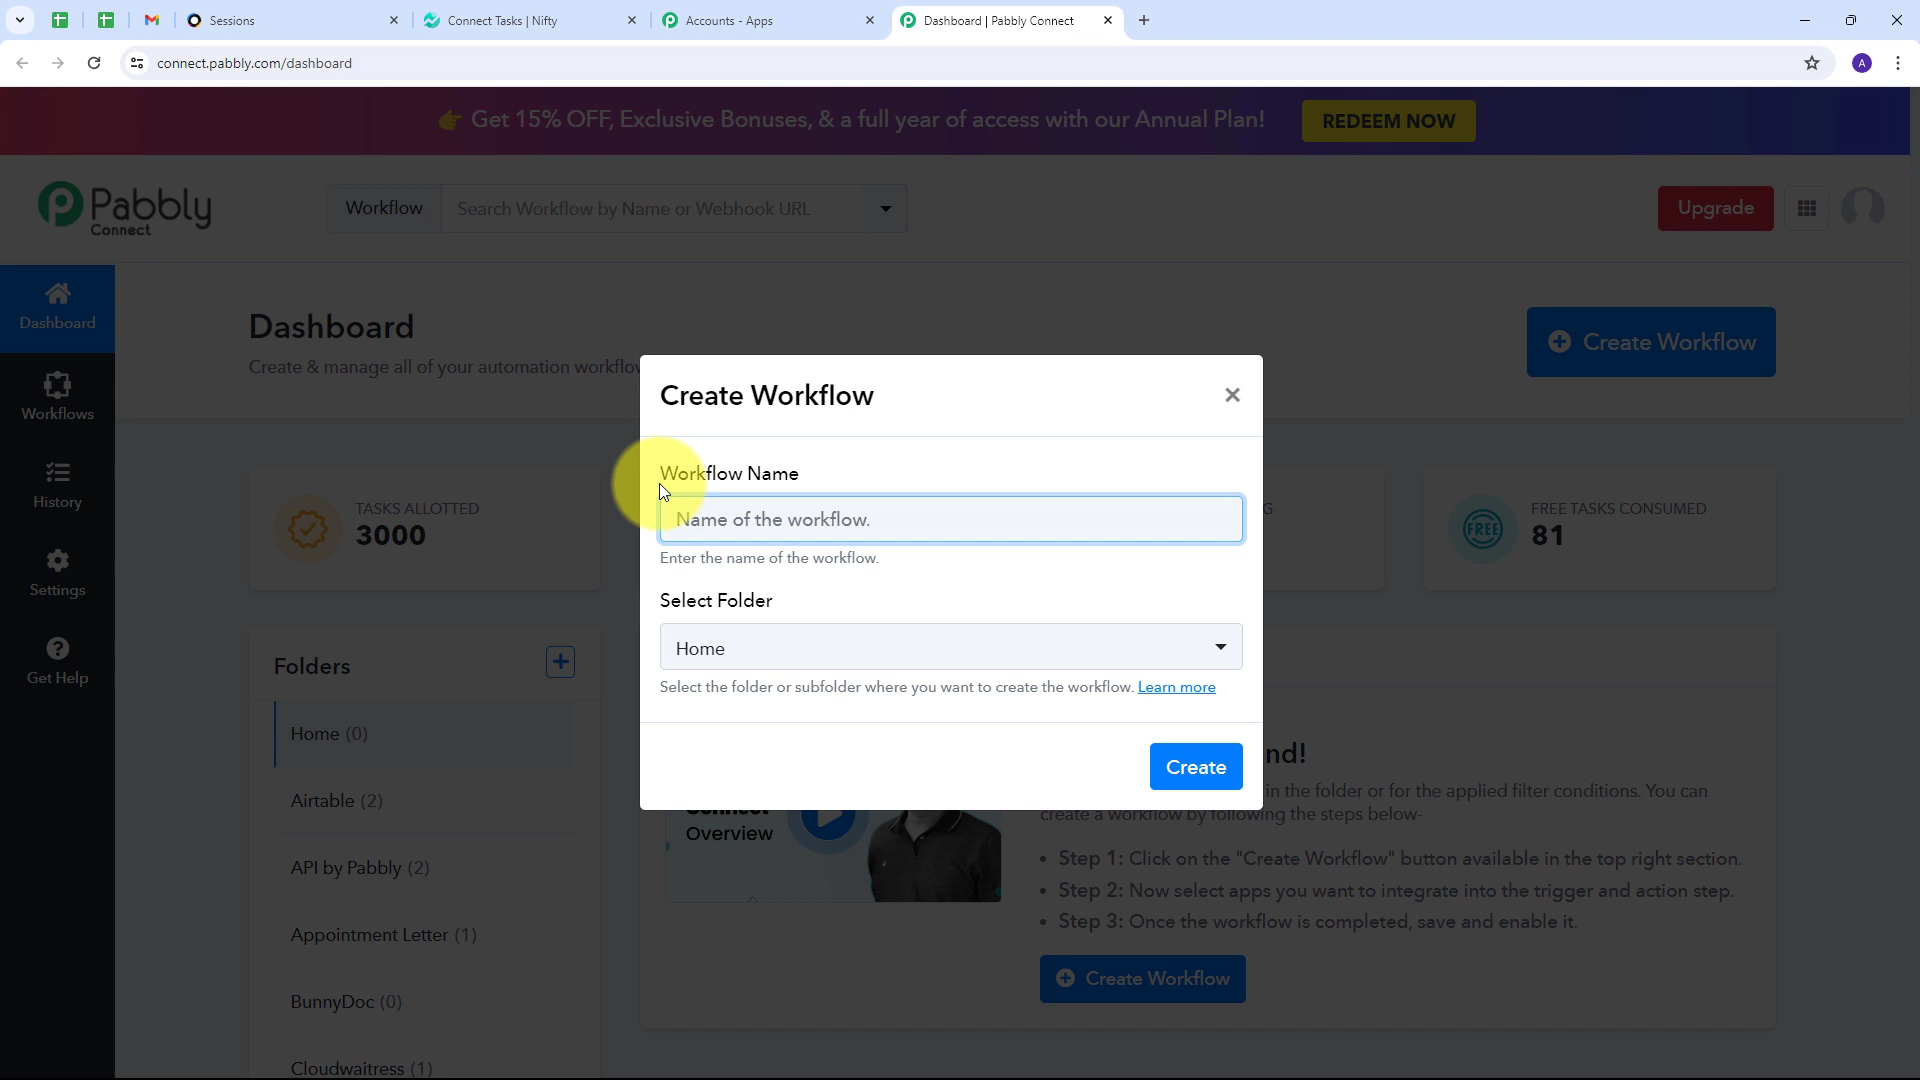 Sessions
Connect Tasks | Nifty
Accounts - Apps
Dashboard | Pabbly Connect
connect.pabbly.com/dashboard
A
👉 Get 15% OFF, Exclusive Bonuses, & a full year of access with our Annual Plan!
REDEEM NOW
Pabbly
Connect
Workflow
Search Workflow by Name or Webhook URL
Upgrade
Dashboard
Workflows
History
Settings
Get Help
Dashboard
Create & manage all of your automation
Create Workflow
Create Workflow
Workflow Name
Name of the workflow.
Enter the name of the workflow.
Select Folder
Home
Select the folder or subfolder where you want to create the workflow. Learn more
Create
TASKS ALLOTTED
3000
G
FREE TASKS CONSUMED
FREE
81
Folders
Home (0)
Airtable (2)
API by Pabbly (2)
Appointment Letter (1)
BunnyDoc (0)
Cloudwaitress (1)
Overview
nd!
in the folder or for the applied filter conditions. You can
create a workflow by following the steps below-
• Step 1: Click on the "Create Workflow" button available in the top right section.
• Step 2: Now select apps you want to integrate into the trigger and action step.
• Step 3: Once the workflow is completed, save and enable it.
Create Workflow